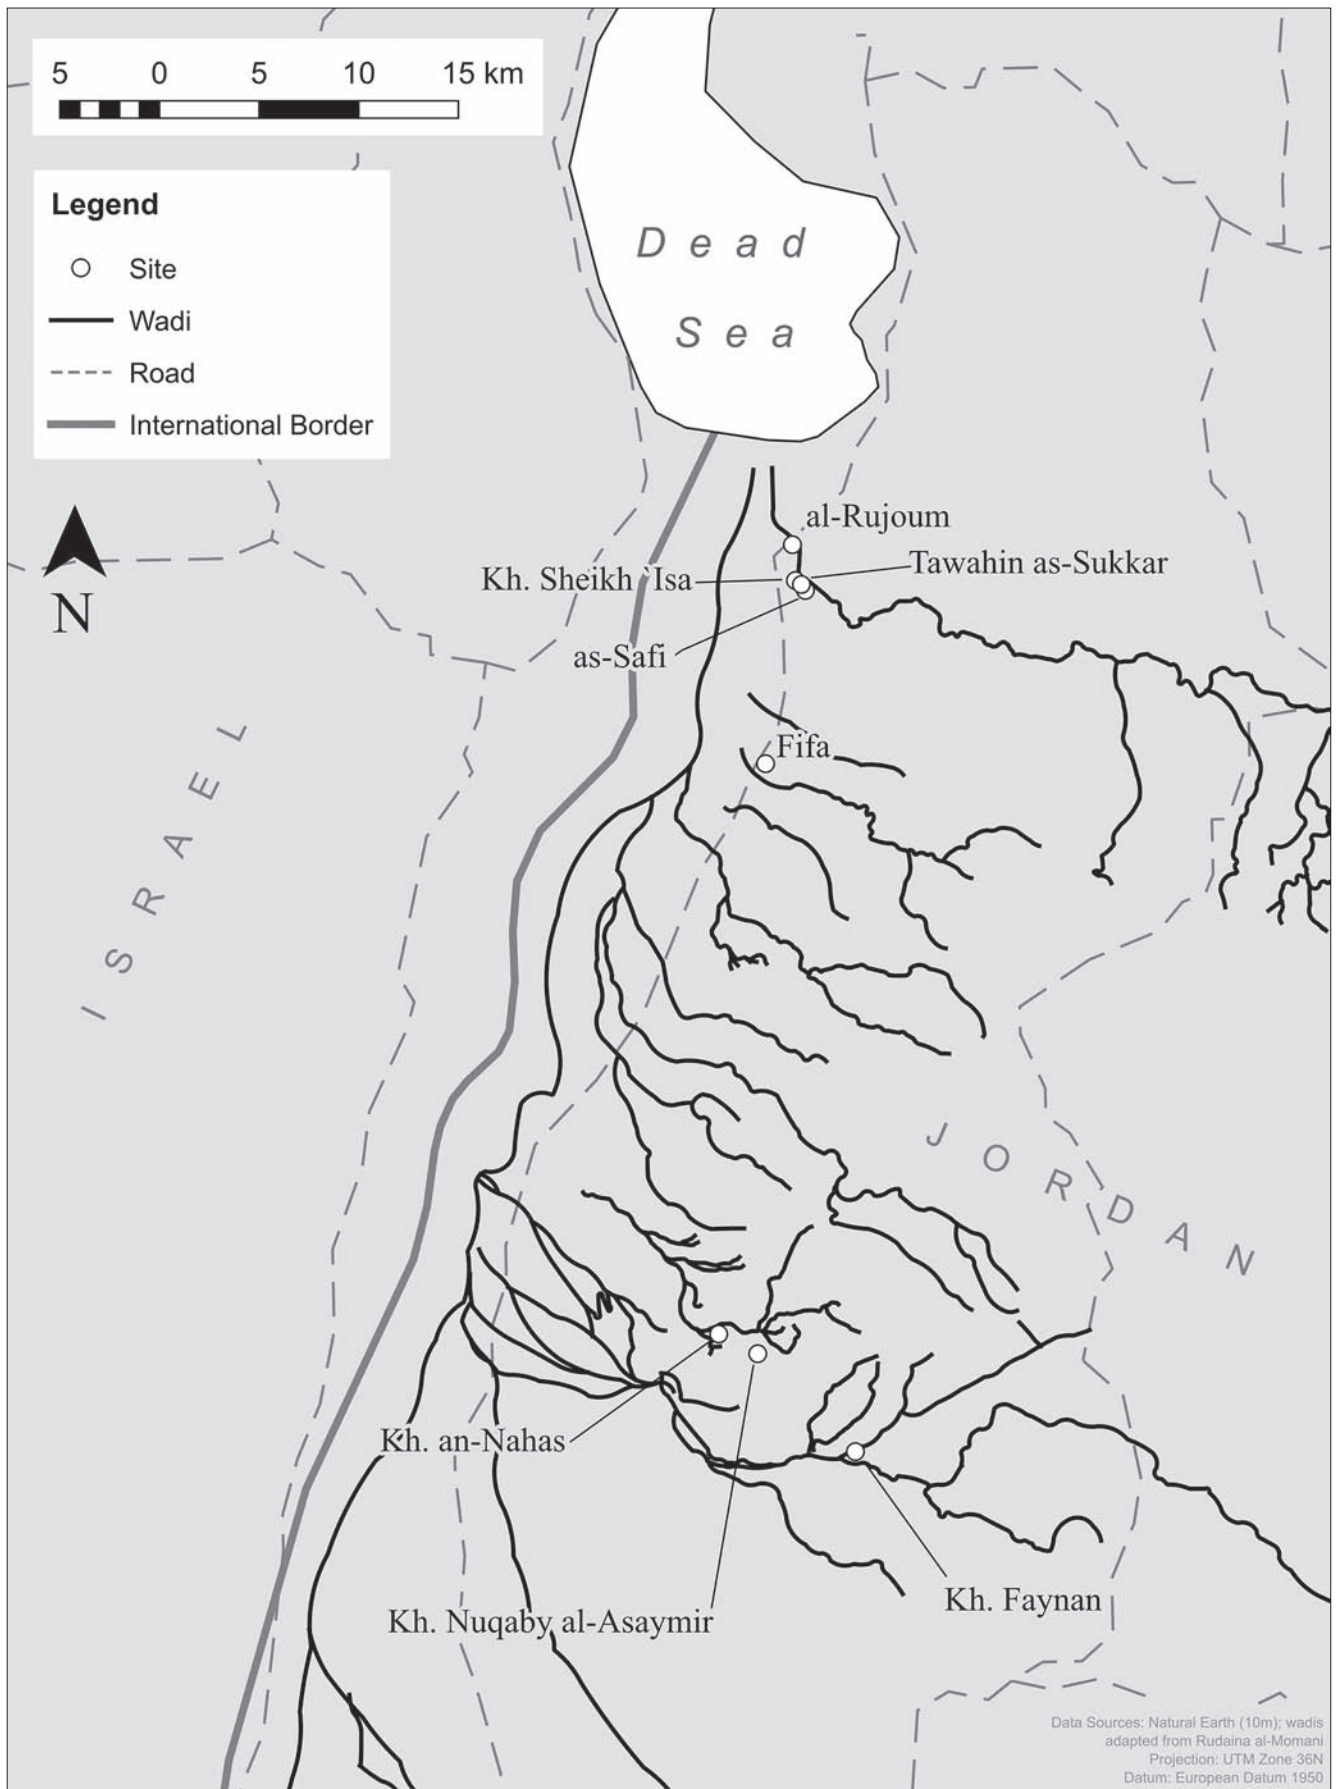 5 0 5 10 15 km
Legend
Site
Wadi
Road
International Border
Dead
Sea
N
al-Rujoum
Tawahin as-Sukkar
Kh. Sheikh `Isa
as-Safi
Fifa
ISRAEL
JORDAN
Kh. an-Nahas
Kh. Nuqaby al-Asaymir
Kh. Faynan
Data Sources: Natural Earth (10m); wadis
adapted from Rudaina al-Momani
Projection: UTM Zone 36N
Datum: European Datum 1950